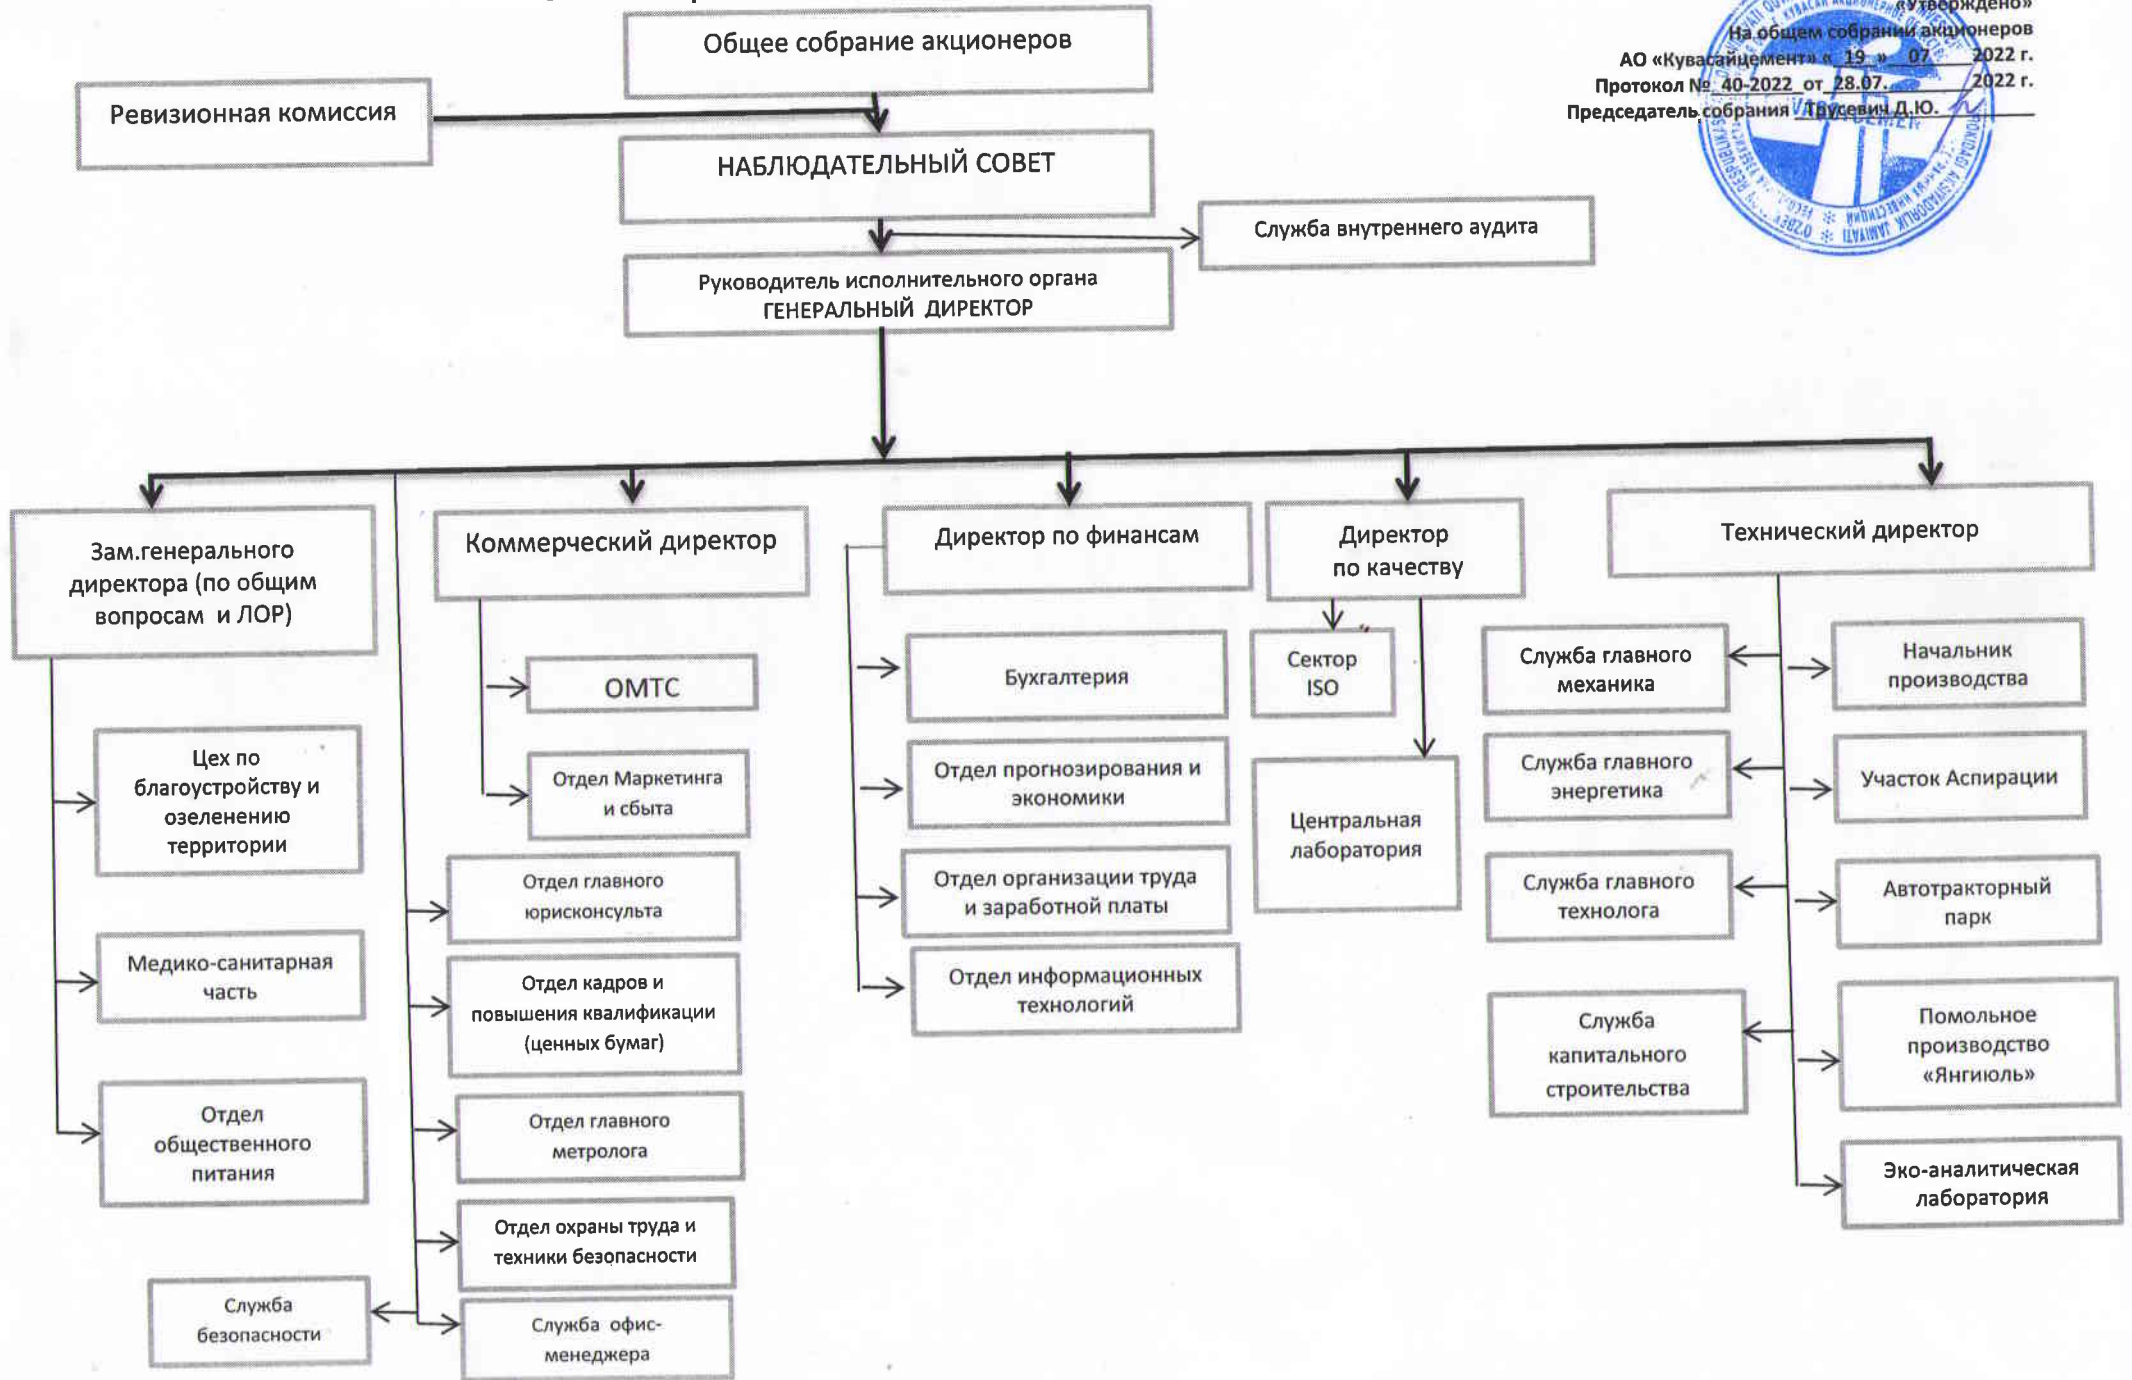 Общее собрание акционеров
«Утверждено»
На общем собрании акционеров
АО «Кувасайцемент» « 19 » 07 2022 г.
Протокол № 40-2022 от 28.07. 2022 г.
Председатель собрания Трусевич Д.Ю.
Ревизионная комиссия
НАБЛЮДАТЕЛЬНЫЙ СОВЕТ
Служба внутреннего аудита
Руководитель исполнительного органа
ГЕНЕРАЛЬНЫЙ ДИРЕКТОР
Зам.генерального
директора (по общим
вопросам и ЛОР)
Цех по
благоустройству и
озеленению
территории
Медико-санитарная
часть
Отдел
общественного
питания
Коммерческий директор
ОМТС
Отдел Маркетинга
и сбыта
Отдел главного
юрисконсульта
Отдел кадров и
повышения квалификации
(ценных бумаг)
Отдел главного
метролога
Отдел охраны труда и
техники безопасности
Служба
безопасности
Служба офис-
менеджера
Директор по финансам
Бухгалтерия
Отдел прогнозирования и
экономики
Отдел организации труда
и заработной платы
Отдел информационных
технологий
Директор
по качеству
Сектор
ISO
Центральная
лаборатория
Технический директор
Служба главного
механика
Служба главного
энергетика
Служба главного
технолога
Служба
капитального
строительства
Начальник
производства
Участок Аспирации
Автотракторный
парк
Помольное
производство
«Янгиюль»
Эко-аналитическая
лаборатория